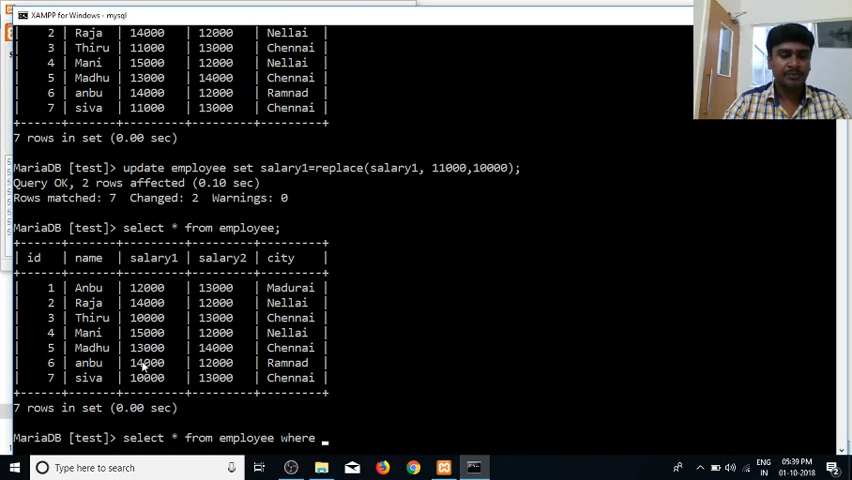 XAMPP for Windows - mysql
| 2 | Raja | 14000 | 12000 | Nellai |
| 3 | Thiru | 11000 | 13000 | Chennai |
| 4 | Mani | 15000 | 12000 | Nellai |
| 5 | Madhu | 13000 | 14000 | Chennai |
| 6 | anbu | 14000 | 12000 | Ramnad |
| 7 | siva | 11000 | 13000 | Chennai |
+------+-------+---------+---------+---------+
7 rows in set (0.00 sec)
MariaDB [test]> update employee set salary1=replace(salary1, 11000,10000);
Query OK, 2 rows affected (0.10 sec)
Rows matched: 7  Changed: 2  Warnings: 0
MariaDB [test]> select * from employee;
+------+-------+---------+---------+---------+
| id | name | salary1 | salary2 | city |
+------+-------+---------+---------+---------+
| 1 | Anbu | 12000 | 13000 | Madurai |
| 2 | Raja | 14000 | 12000 | Nellai |
| 3 | Thiru | 10000 | 13000 | Chennai |
| 4 | Mani | 15000 | 12000 | Nellai |
| 5 | Madhu | 13000 | 14000 | Chennai |
| 6 | anbu | 14000 | 12000 | Ramnad |
| 7 | siva | 10000 | 13000 | Chennai |
+------+-------+---------+---------+---------+
7 rows in set (0.00 sec)
MariaDB [test]> select * from employee where _
Type here to search
ENG 05:39 PM
IN 01-10-2018
2